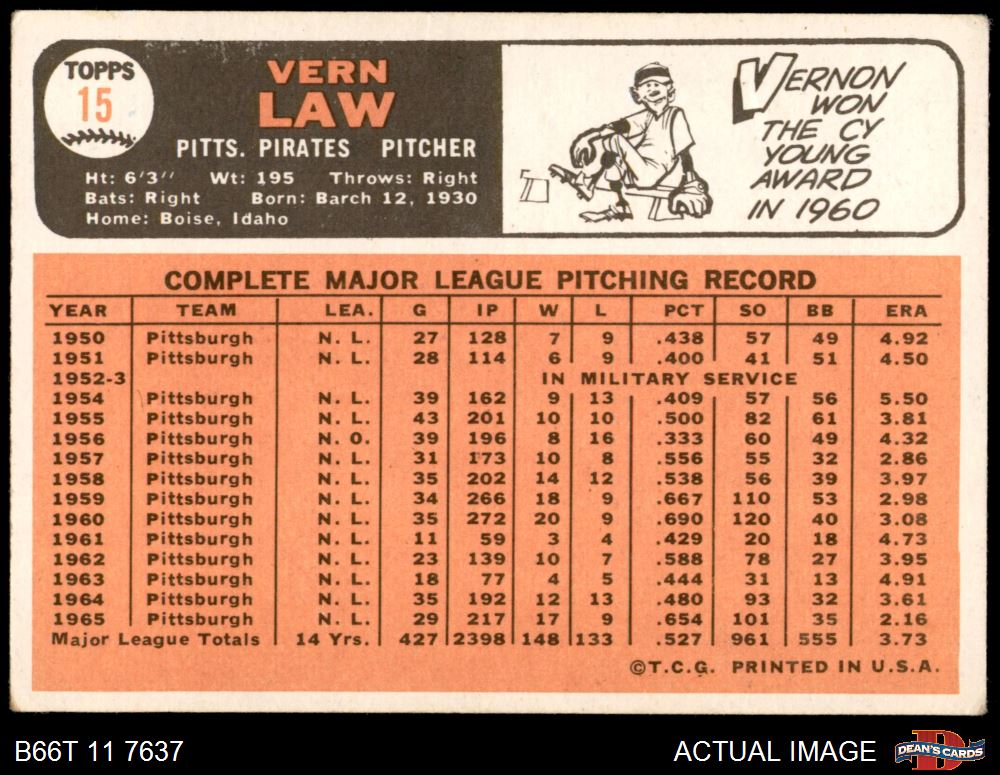 TOPPS
15
VERN
LAW
PITTS. PIRATES PITCHER
Ht: 6'3" Wt: 195 Throws: Right
Bats: Right Born: Barch 12, 1930
Home: Boise, Idaho
VERNON
WON
THE CY
YOUNG
AWARD
IN 1960
COMPLETE MAJOR LEAGUE PITCHING RECORD
YEAR TEAM LEA. G IP W L PCT SO BB ERA
1950 Pittsburgh N. L. 27 128 7 9 .438 57 49 4.92
1951 Pittsburgh N. L. 28 114 6 9 .400 41 51 4.50
1952-3 IN MILITARY SERVICE
1954 Pittsburgh N. L. 39 162 9 13 .409 57 56 5.50
1955 Pittsburgh N. L. 43 201 10 10 .500 82 61 3.81
1956 Pittsburgh N. O. 39 196 8 16 .333 60 49 4.32
1957 Pittsburgh N. L. 31 173 10 8 .556 55 32 2.86
1958 Pittsburgh N. L. 35 202 14 12 .538 56 39 3.97
1959 Pittsburgh N. L. 34 266 18 9 .667 110 53 2.98
1960 Pittsburgh N. L. 35 272 20 9 .690 120 40 3.08
1961 Pittsburgh N. L. 11 59 3 4 .429 20 18 4.73
1962 Pittsburgh N. L. 23 139 10 7 .588 78 27 3.95
1963 Pittsburgh N. L. 18 77 4 5 .444 31 13 4.91
1964 Pittsburgh N. L. 35 192 12 13 .480 93 32 3.61
1965 Pittsburgh N. L. 29 217 17 9 .654 101 35 2.16
Major League Totals 14 Yrs. 427 2398 148 133 .527 961 555 3.73
©T.C.G. PRINTED IN U.S.A.
B66T 11 7637 ACTUAL IMAGE DEAN'S CARDS